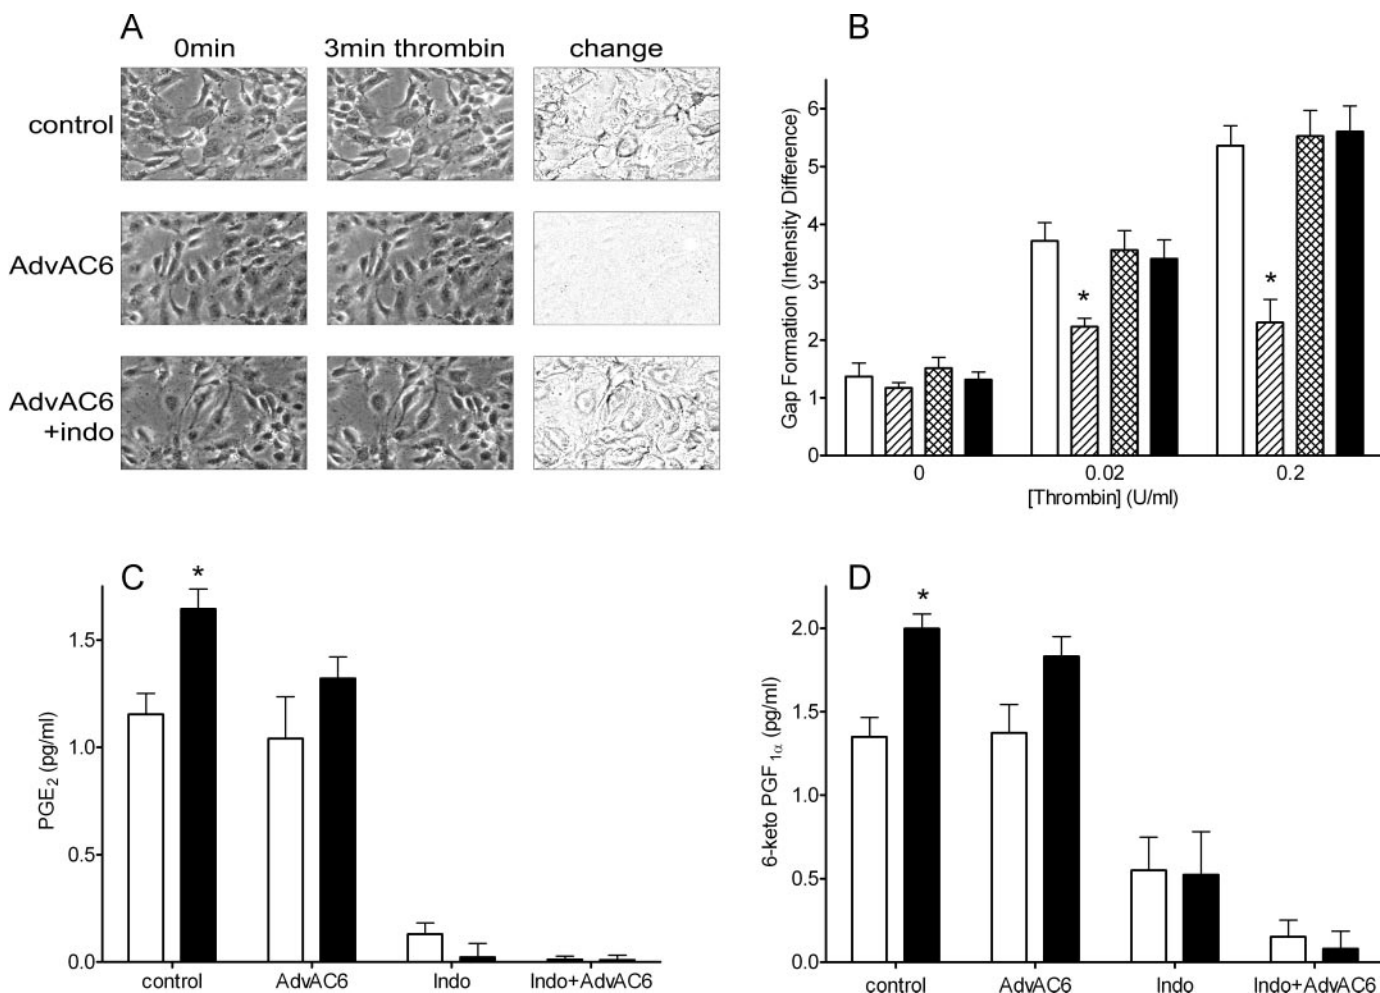 A
0min 3min thrombin change
control
AdvAC6
AdvAC6
+indo
B
Gap Formation (Intensity Difference)
6
5
4
3
2
1
0
*
*
0 0.02 0.2
[Thrombin] (U/ml)
C
PGE2 (pg/ml)
1.5
1.0
0.5
0.0
*
control AdvAC6 Indo Indo+AdvAC6
D
6-keto PGF1α (pg/ml)
2.0
1.5
1.0
0.5
0.0
*
control AdvAC6 Indo Indo+AdvAC6